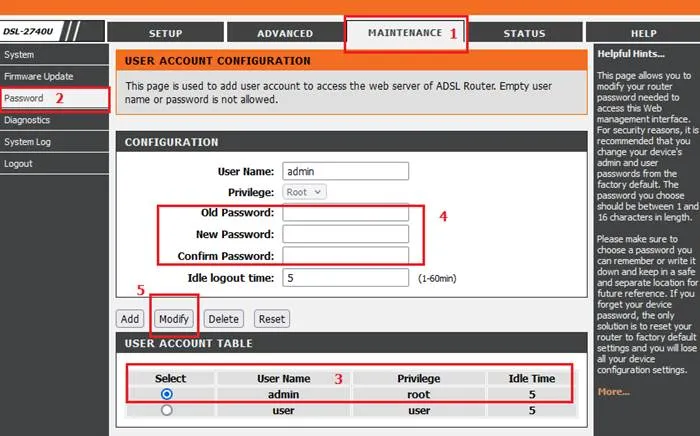 DSL-2740U
SETUP
ADVANCED
MAINTENANCE 1
STATUS
HELP
System
Firmware Update
Password 2
Diagnostics
System Log
Logout
USER ACCOUNT CONFIGURATION
This page is used to add user account to access the web server of ADSL Router. Empty user
name or password is not allowed.
CONFIGURATION
User Name: admin
Privilege: Root
Old Password:
4
New Password:
Confirm Password:
Idle logout time: 5 (1-60min)
5
Add Modify Delete Reset
USER ACCOUNT TABLE
Select User Name 3 Privilege Idle Time
admin root 5
user user 5
Helpful Hints...
This page allows you to
modify your router
password needed to
access this Web
management interface.
For security reasons, it is
recommended that you
change your device's
admin and user
passwords from the
factory default. The
password you choose
should be between 1 and
16 characters in length.
Please make sure to
choose a password you
can remember or write it
down and keep in a safe
and separate location for
future reference. If you
forget your device
password, the only
solution is to reset your
router to factory default
settings and you will lose
all your device
configuration settings.
More...